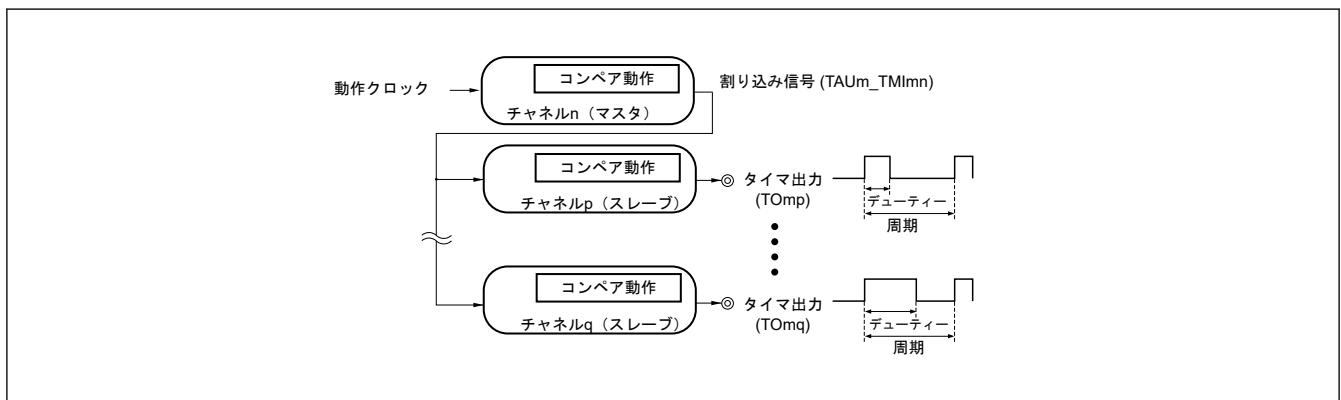 コンペア動作
動作クロック
割り込み信号 (TAUm_TMImn)
チャネルn（マスタ）
コンペア動作
チャネルp（スレーブ）
タイマ出力
(TOmp)
デューティー
周期
コンペア動作
チャネルq（スレーブ）
タイマ出力
(TOmq)
デューティー
周期